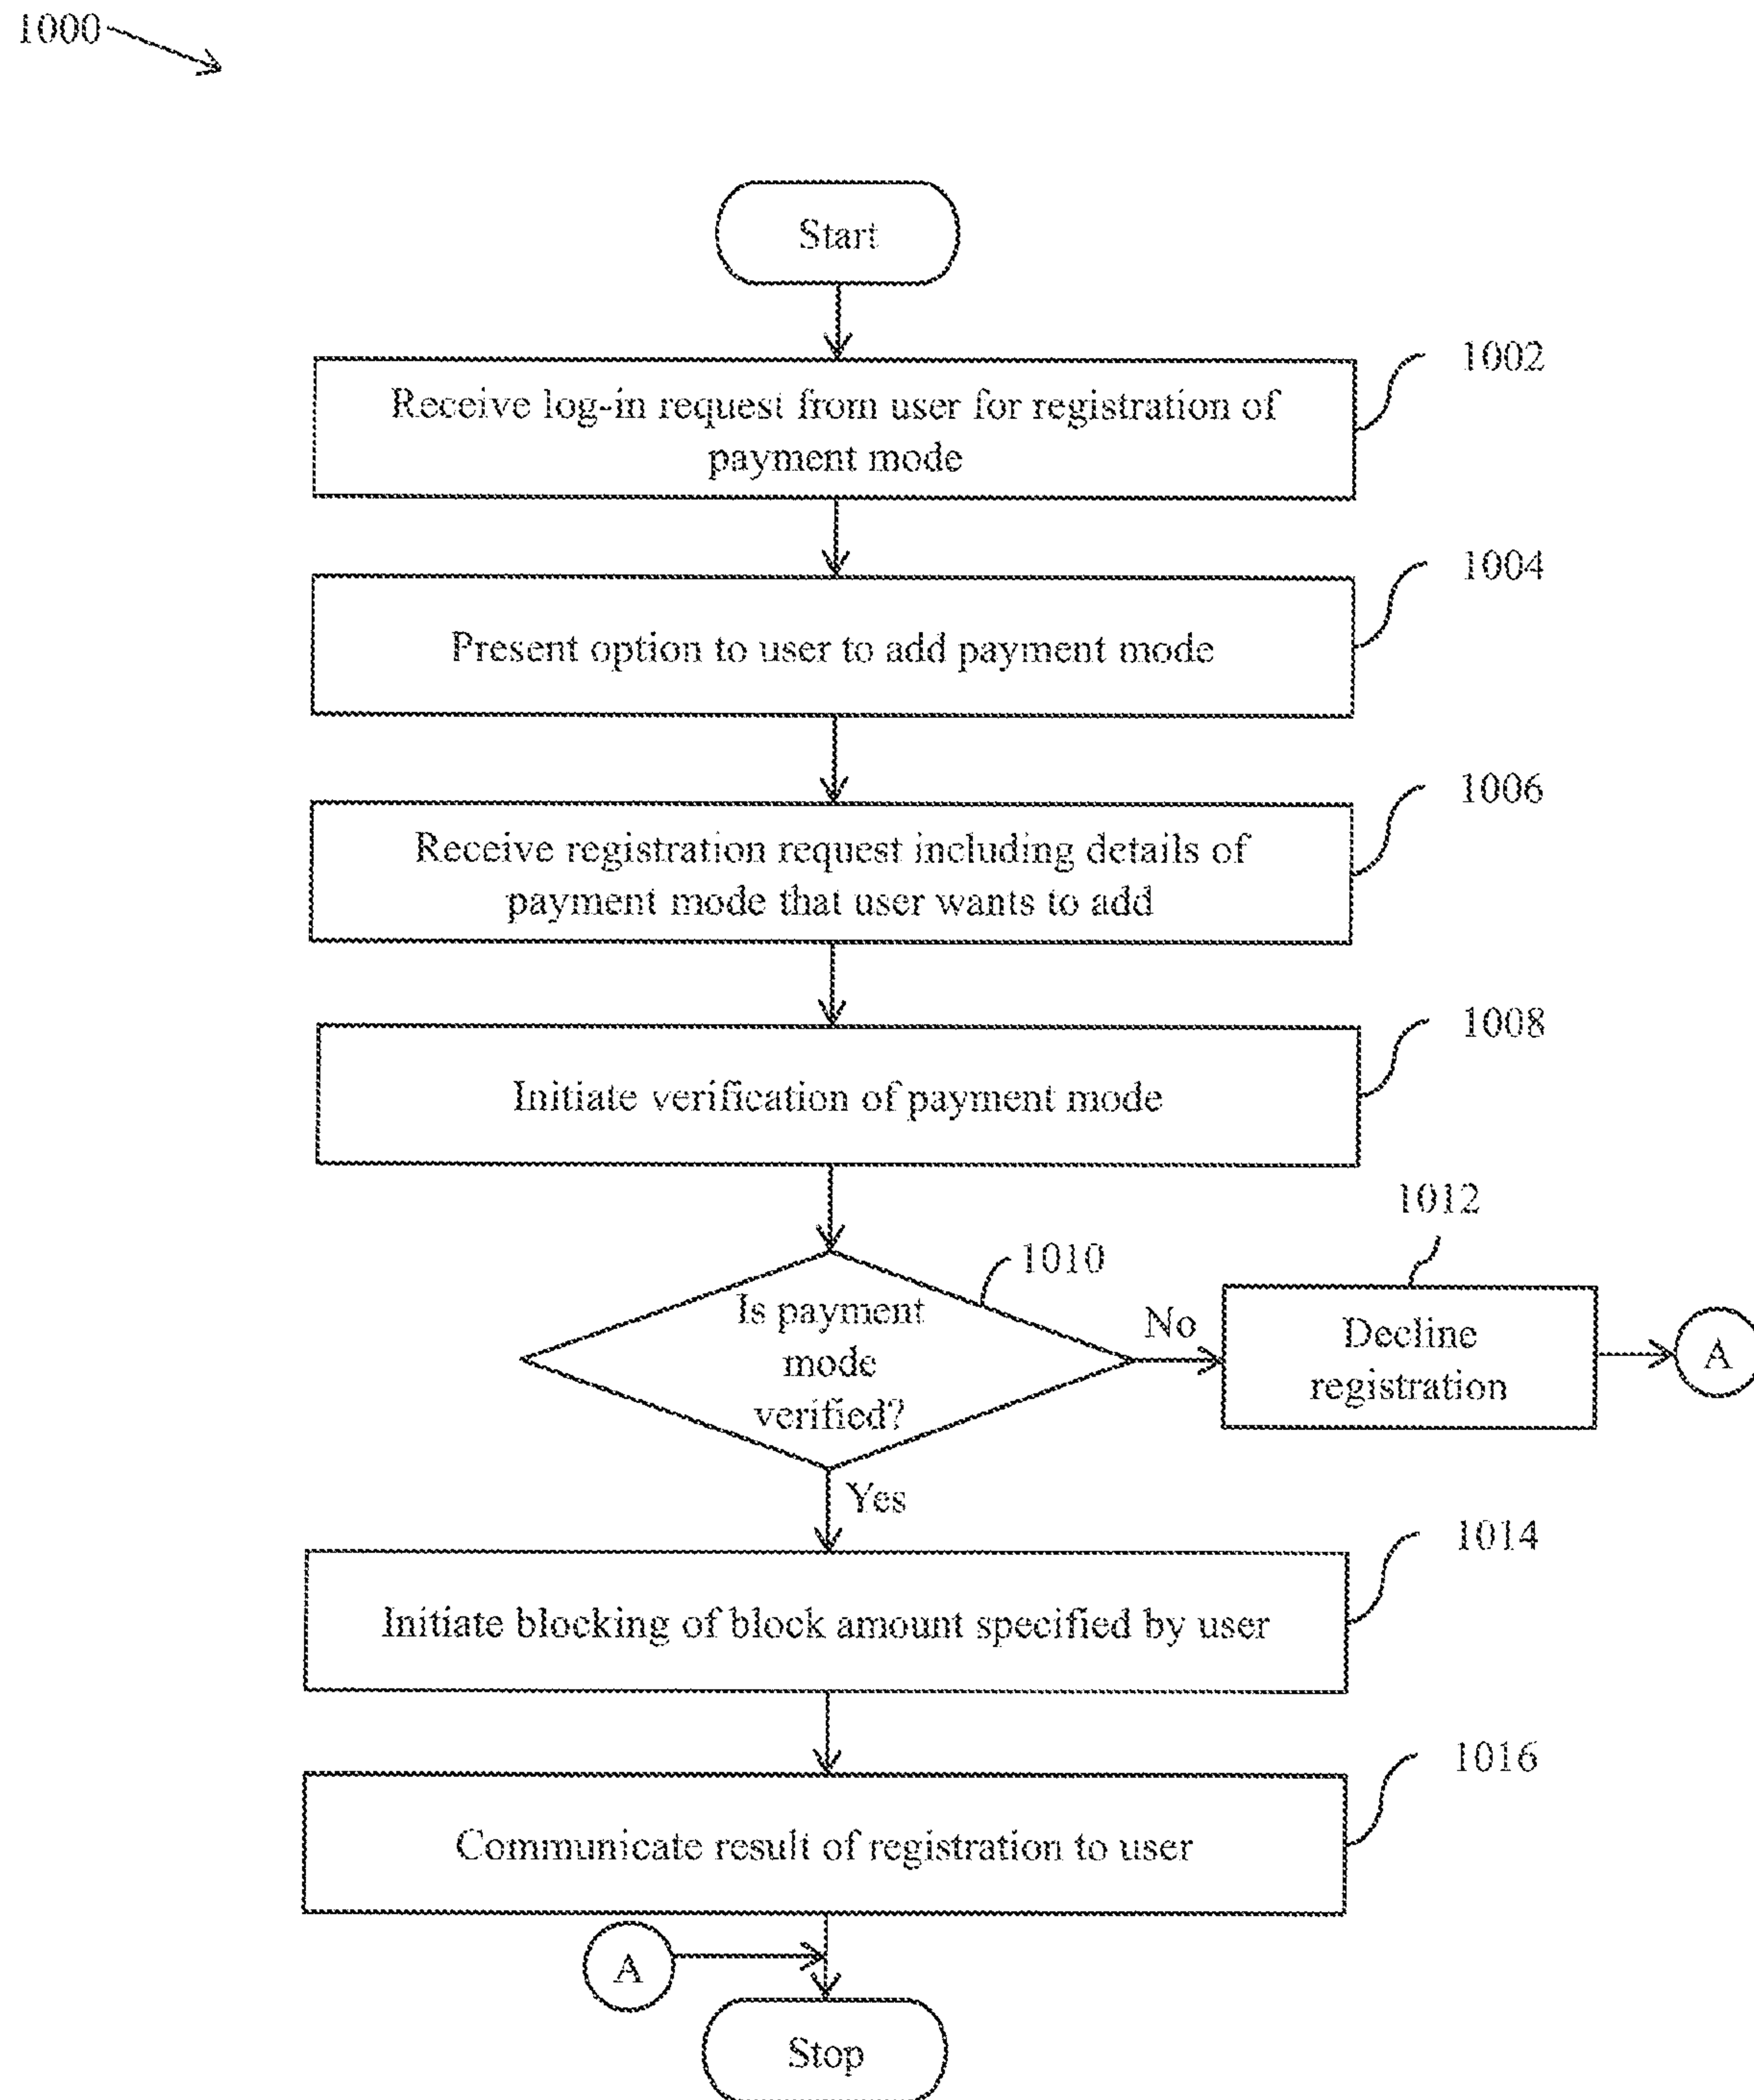 1000
Start
1002
Receive log-in request from user for registration of
payment mode
1004
Present option to user to add payment mode
1006
Receive registration request including details of
payment mode that user wants to add
1008
Initiate verification of payment mode
1012
1010
Is payment
mode
verified?
No
Decline
registration
A
Yes
1014
Initiate blocking of block amount specified by user
1016
Communicate result of registration to user
A
Stop